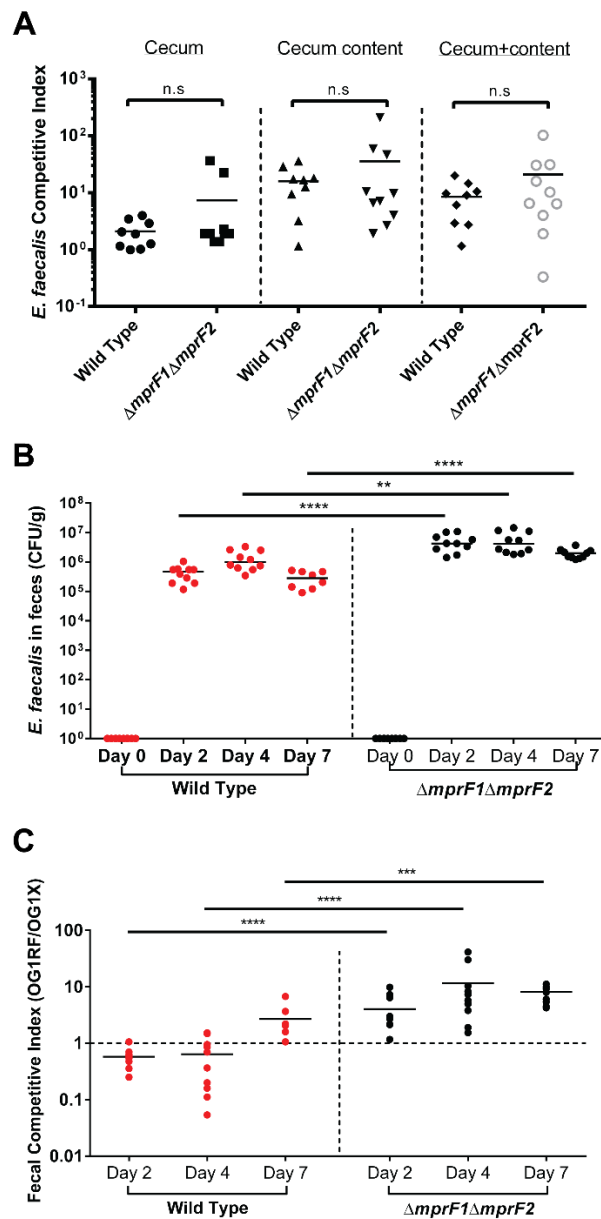 A
Cecum Cecum content Cecum+content
n.s n.s n.s
E. faecalis Competitive Index
10³
10²
10¹
10⁰
10⁻¹
Wild Type ΔmprF1ΔmprF2 Wild Type ΔmprF1ΔmprF2 Wild Type ΔmprF1ΔmprF2
B
****
**
****
E. faecalis in feces (CFU/g)
10⁸
10⁷
10⁶
10⁵
10⁴
10³
10²
10¹
10⁰
Day 0 Day 2 Day 4 Day 7 Day 0 Day 2 Day 4 Day 7
Wild Type ΔmprF1ΔmprF2
C
***
****
****
Fecal Competitive Index (OG1RF/OG1X)
100
10
1
0.1
0.01
Day 2 Day 4 Day 7 Day 2 Day 4 Day 7
Wild Type ΔmprF1ΔmprF2